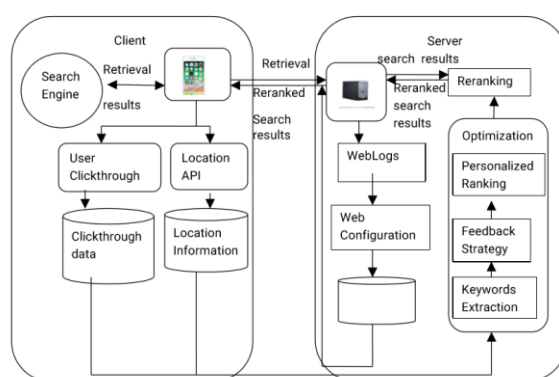 Client
Search
Engine
Retrieval
results
User
Clickthrough
Location
API
Clickthrough
data
Location
Information
Retrieval
Reranked
Search
results
Server
search results
Reranked
search
results
Reranking
WebLogs
Web
Configuration
Optimization
Personalized
Ranking
Feedback
Strategy
Keywords
Extraction